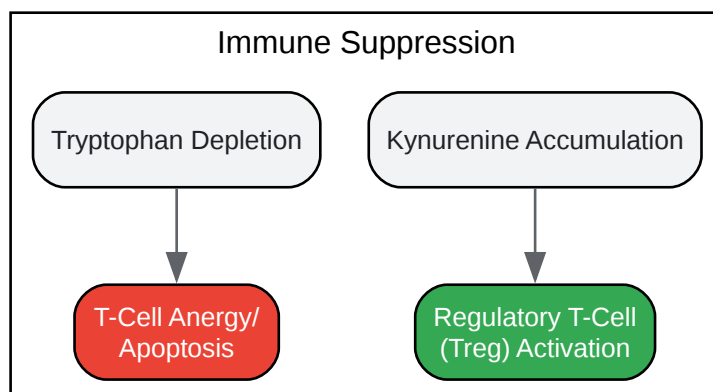 Immune Suppression
Tryptophan Depletion
Kynurenine Accumulation
T-Cell Anergy/
Apoptosis
Regulatory T-Cell
(Treg) Activation